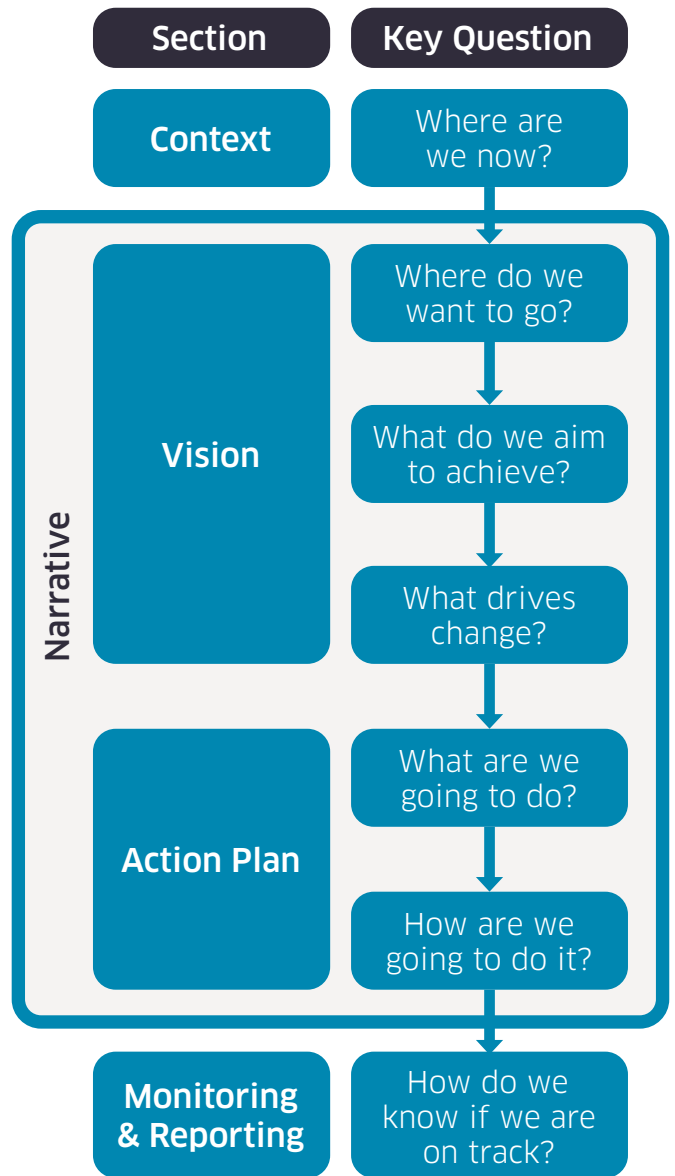 Section
Key Question
Context
Where are
we now?
Narrative
Vision
Where do we
want to go?
What do we aim
to achieve?
What drives
change?
Action Plan
What are we
going to do?
How are we
going to do it?
Monitoring
& Reporting
How do we
know if we are
on track?